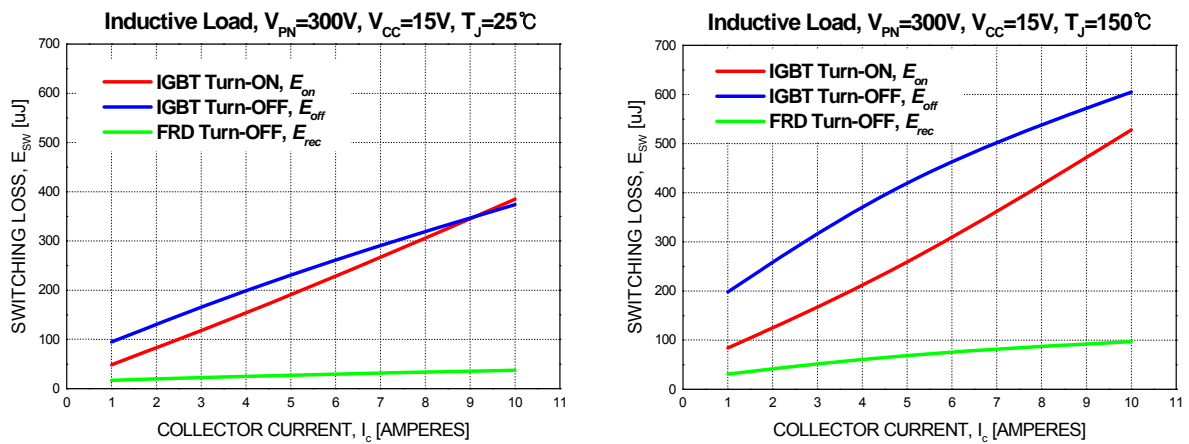 Inductive Load, VPN=300V, VCC=15V, TJ=25℃
700
600
500
400
300
200
100
0
SWITCHING LOSS, ESW [uJ]
IGBT Turn-ON, Eon
IGBT Turn-OFF, Eoff
FRD Turn-OFF, Erec
0 1 2 3 4 5 6 7 8 9 10 11
COLLECTOR CURRENT, Ic [AMPERES]
Inductive Load, VPN=300V, VCC=15V, TJ=150℃
700
600
500
400
300
200
100
0
SWITCHING LOSS, ESW [uJ]
IGBT Turn-ON, Eon
IGBT Turn-OFF, Eoff
FRD Turn-OFF, Erec
0 1 2 3 4 5 6 7 8 9 10 11
COLLECTOR CURRENT, Ic [AMPERES]